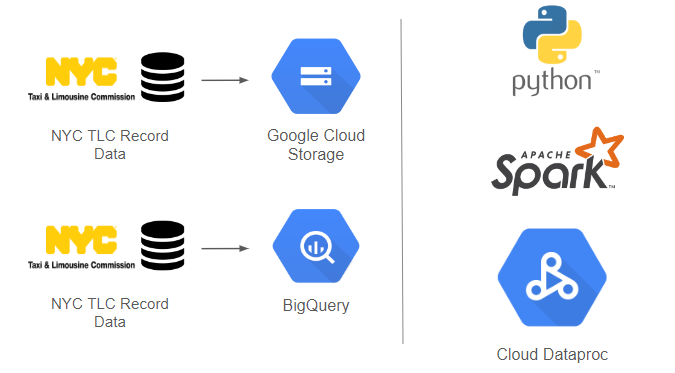 NYC
Taxi & Limousine Commission
NYC TLC Record
Data
Google Cloud
Storage
NYC
Taxi & Limousine Commission
NYC TLC Record
Data
BigQuery
python™
APACHE
Spark™
Cloud Dataproc